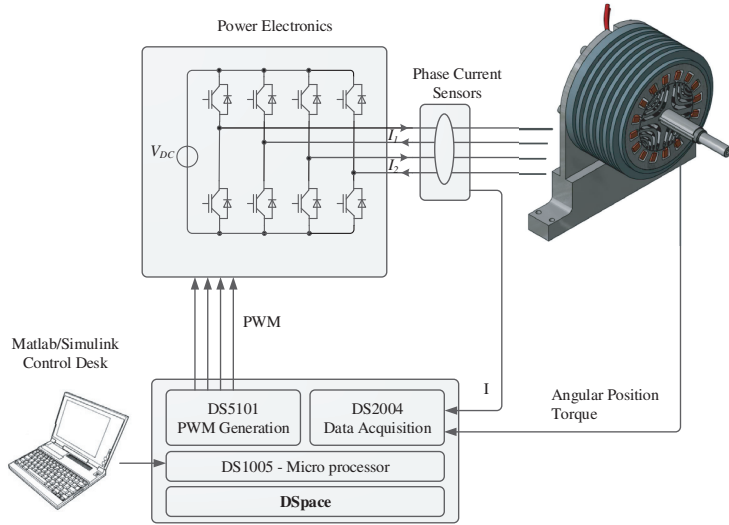 Power Electronics
Phase Current
Sensors
V_DC
I_1
I_2
PWM
Matlab/Simulink
Control Desk
I
Angular Position
Torque
DS5101
PWM Generation
DS2004
Data Acquisition
DS1005 - Micro processor
DSpace